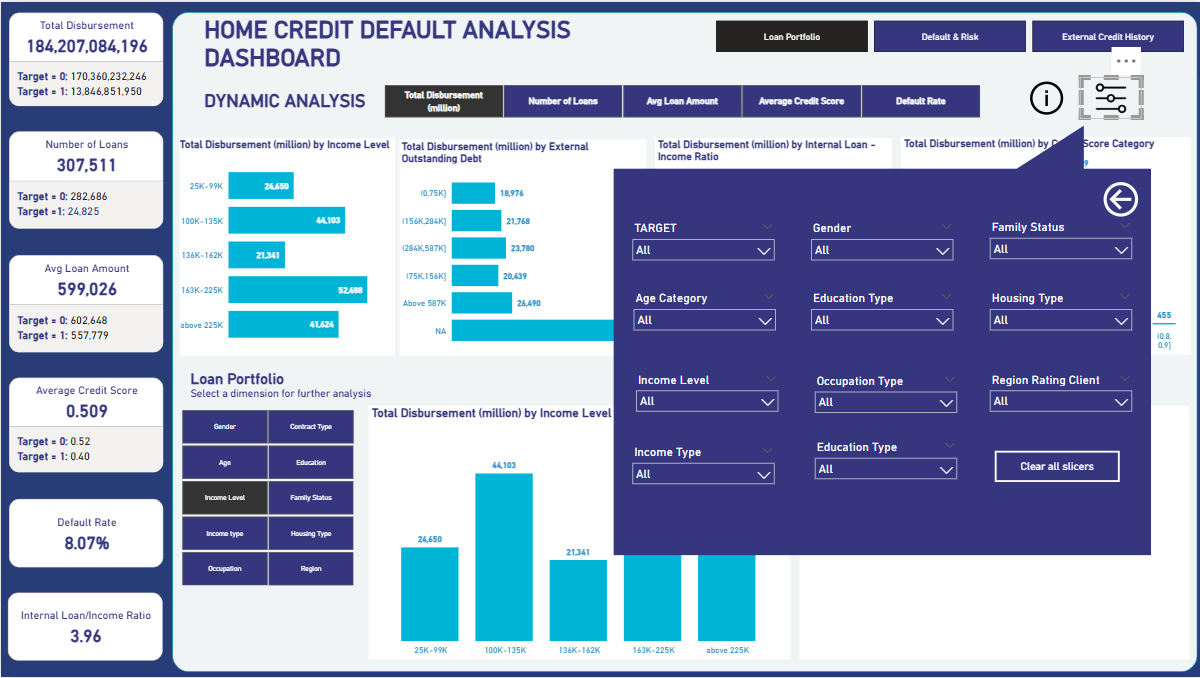 Total Disbursement
184,207,084,196
Target = 0: 170,360,232,246
Target = 1: 13,846,851,950
Number of Loans
307,511
Target = 0: 282,686
Target =1: 24,825
Avg Loan Amount
599,026
Target = 0: 602,648
Target = 1: 557,779
Average Credit Score
0.509
Target = 0: 0.52
Target = 1: 0.40
Default Rate
8.07%
Internal Loan/Income Ratio
3.96
HOME CREDIT DEFAULT ANALYSIS
DASHBOARD
Loan Portfolio
Default & Risk
External Credit History
DYNAMIC ANALYSIS
Total Disbursement
(million)
Number of Loans
Avg Loan Amount
Average Credit Score
Default Rate
Total Disbursement (million) by Income Level
25K-99K
24,650
100K-135K
44,103
136K-162K
21,341
163K-225K
52,488
above 225K
41,624
Total Disbursement (million) by External
Outstanding Debt
(0,75K]
18,976
(156K,284K]
21,768
(284K,587K]
23,780
(75K,156K]
20,439
Above 587K
26,490
NA
Total Disbursement (million) by Internal Loan -
Income Ratio
Total Disbursement (million) by Score Category
9
455
(0.8,
0.9]
TARGET
All
Gender
All
Family Status
All
Age Category
All
Education Type
All
Housing Type
All
Income Level
All
Occupation Type
All
Region Rating Client
All
Income Type
All
Education Type
All
Clear all slicers
Loan Portfolio
Select a dimension for further analysis
Gender
Contract Type
Age
Education
Income Level
Family Status
Income type
Housing Type
Occupation
Region
Total Disbursement (million) by Income Level
24,650
44,103
21,341
25K-99K
100K-135K
136K-162K
163K-225K
above 225K